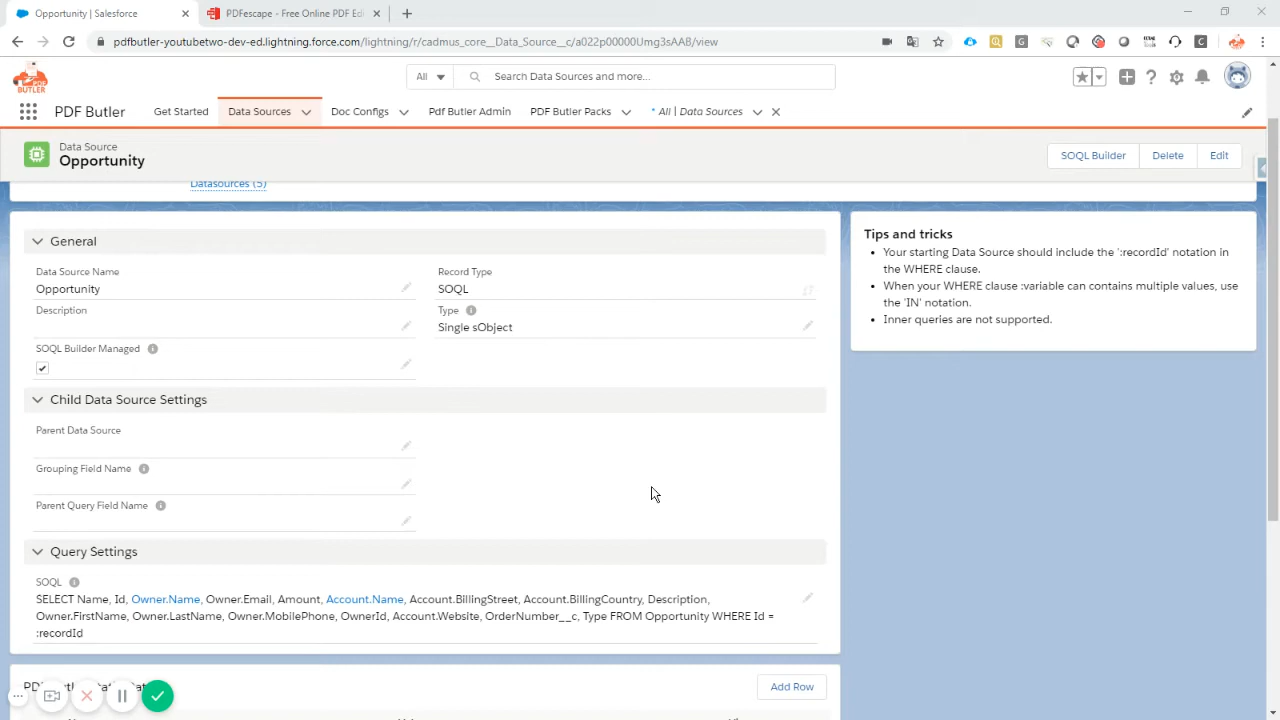 Opportunity | Salesforce
PDFescape - Free Online PDF Edi
pdfbutler-youtubetwo-dev-ed.lightning.force.com/lightning/r/cadmus_core__Data_Source__c/a022p00000Umg3sAAB/view
PDF
BUTLER
All
Search Data Sources and more...
PDF Butler
Get Started
Data Sources
Doc Configs
Pdf Butler Admin
PDF Butler Packs
* All | Data Sources
Data Source
Opportunity
SOQL Builder
Delete
Edit
Datasources (5)
General
Data Source Name
Opportunity
Record Type
SOQL
Description
Type
Single sObject
SOQL Builder Managed
Child Data Source Settings
Parent Data Source
Grouping Field Name
Parent Query Field Name
Query Settings
SOQL
SELECT Name, Id, Owner.Name, Owner.Email, Amount, Account.Name, Account.BillingStreet, Account.BillingCountry, Description,
Owner.FirstName, Owner.LastName, Owner.MobilePhone, OwnerId, Account.Website, OrderNumber__c, Type FROM Opportunity WHERE Id =
:recordId
Add Row
Tips and tricks
Your starting Data Source should include the ':recordId' notation in
the WHERE clause.
When your WHERE clause :variable can contains multiple values, use
the 'IN' notation.
Inner queries are not supported.